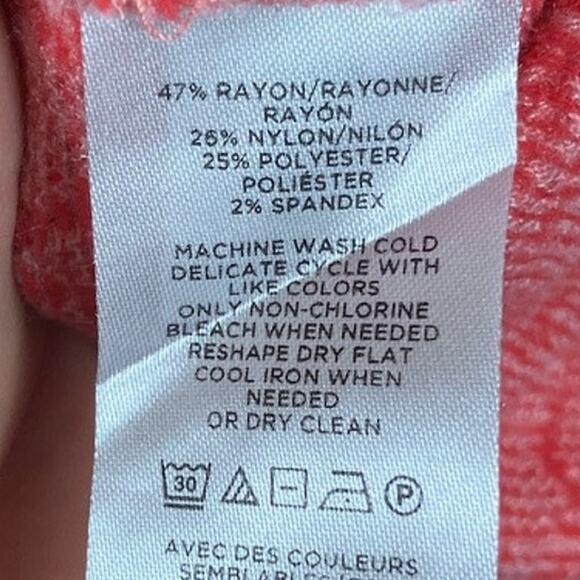 47% RAYON/RAYONNE/
RAYÓN
26% NYLON/NILÓN
25% POLYESTER/
POLIÉSTER
2% SPANDEX
MACHINE WASH COLD
DELICATE CYCLE WITH
LIKE COLORS
ONLY NON-CHLORINE
BLEACH WHEN NEEDED
RESHAPE DRY FLAT
COOL IRON WHEN
NEEDED
OR DRY CLEAN
30 P
AVEC DES COULEURS